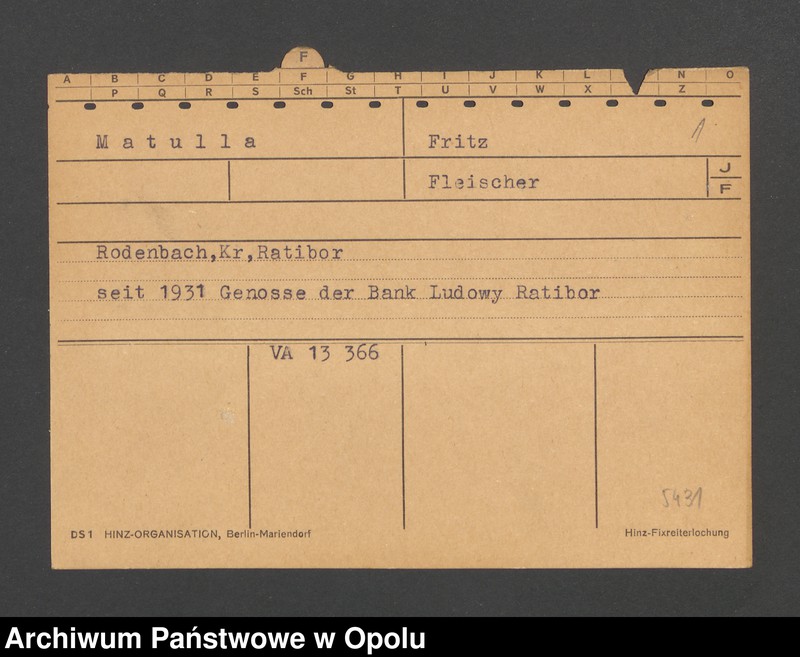 F
A B C D E F G H I J K L N O
P Q R S Sch St T U V W X Z
M a t u l l a Fritz 1
Fleischer J
F
Rodenbach,Kr,Ratibor
seit 1931 Genosse der Bank Ludowy Ratibor
VA 13 366
5431
DS1 HINZ-ORGANISATION, Berlin-Mariendorf Hinz-Fixreiterlochung
Archiwum Państwowe w Opolu